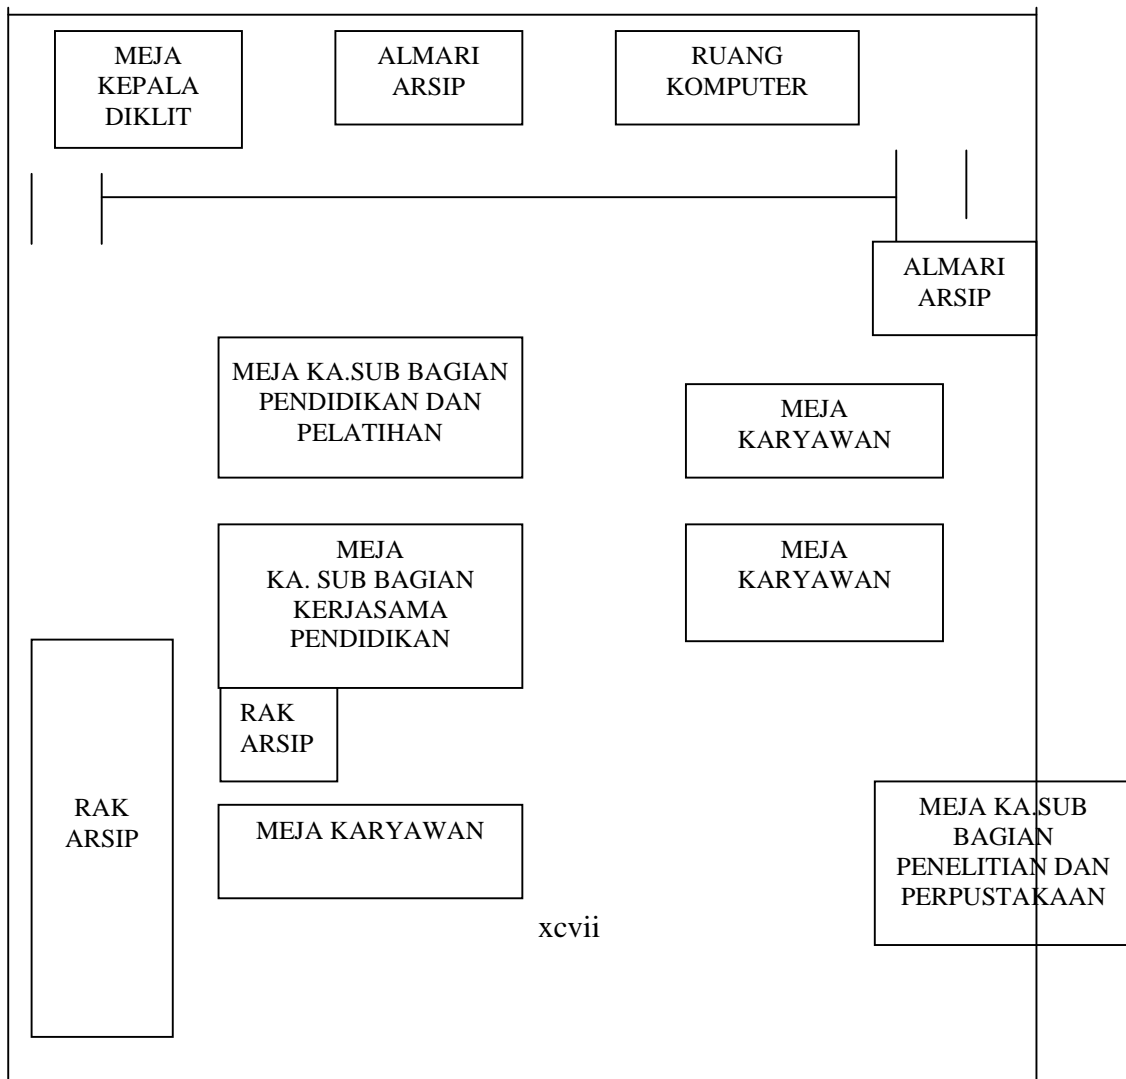 MEJA
KEPALA
DIKLIT
ALMARI
ARSIP
RUANG
KOMPUTER
ALMARI
ARSIP
MEJA KA.SUB BAGIAN
PENDIDIKAN DAN
PELATIHAN
MEJA
KARYAWAN
MEJA
KA. SUB BAGIAN
KERJASAMA
PENDIDIKAN
MEJA
KARYAWAN
RAK
ARSIP
RAK
ARSIP
MEJA KARYAWAN
MEJA KA.SUB
BAGIAN
PENELITIAN DAN
PERPUSTAKAAN
xcvii